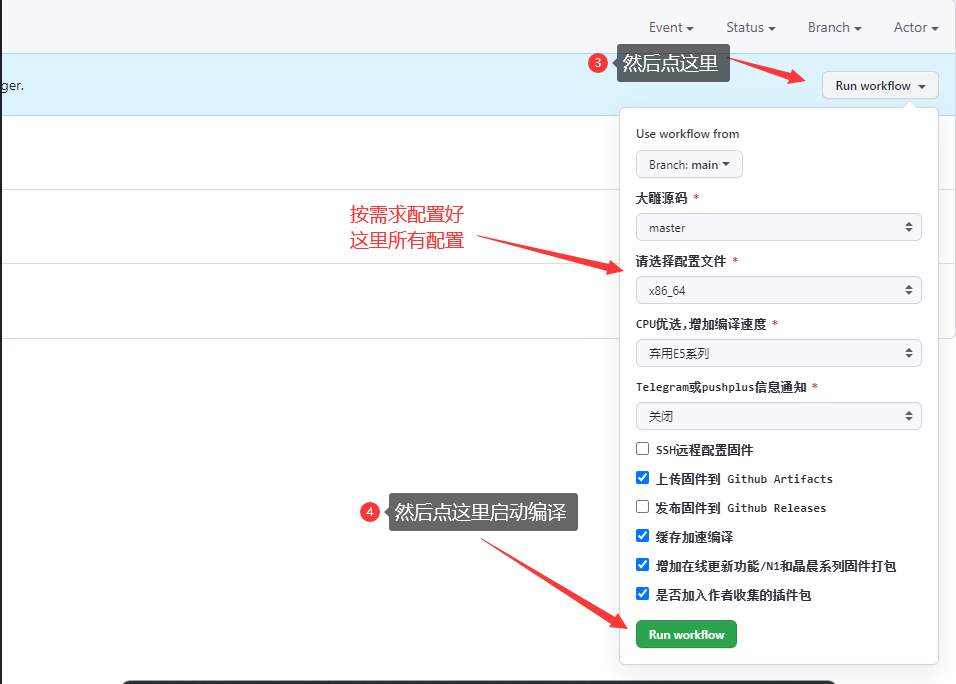 Event
Status
Branch
Actor
3
然后点这里
ger.
Run workflow
Use workflow from
Branch: main
大雕源码 *
master
按需求配置好
这里所有配置
请选择配置文件 *
x86_64
CPU优选,增加编译速度 *
弃用E5系列
Telegram或pushplus信息通知 *
关闭
SSH远程配置固件
上传固件到 Github Artifacts
4
然后点这里启动编译
发布固件到 Github Releases
缓存加速编译
增加在线更新功能/N1和晶晨系列固件打包
是否加入作者收集的插件包
Run workflow